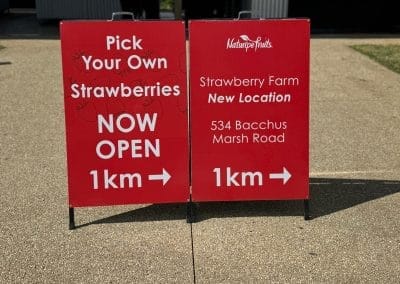 Pick
Your Own
Strawberries
NOW
OPEN
1km →
Naturipe Fruits.
Strawberry Farm
New Location
534 Bacchus
Marsh Road
1km →